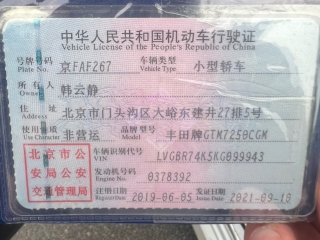 中华人民共和国机动车行驶证
Vehicle License of the People's Republic of China
号牌号码 京FAF267 车辆类型 小型轿车
Plate No. Vehicle Type
所有人 韩云静
Owner
住址 北京市门头沟区大峪东建井27排5号
Address
使用性质 非营运 品牌型号 丰田牌GTM7250CGM
Use Character
北京市公安局公安交通管理局
车辆识别代号 LVGBR74K5KG099943
VIN
发动机号码 0378392
Engine No.
注册日期 2019-06-05 2021-09-10
Register Date Issue Date